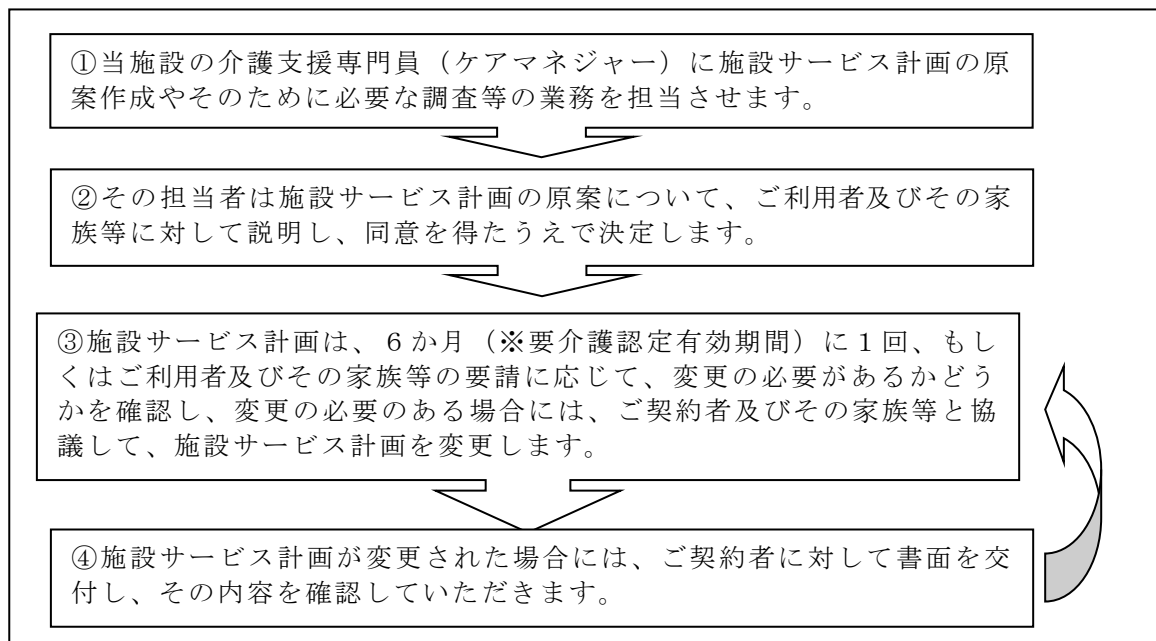 ①当施設の介護支援専門員（ケアマネジャー）に施設サービス計画の原
案作成やそのために必要な調査等の業務を担当させます。
②その担当者は施設サービス計画の原案について、ご利用者及びその家
族等に対して説明し、同意を得たうえで決定します。
③施設サービス計画は、６か月（※要介護認定有効期間）に１回、もし
くはご利用者及びその家族等の要請に応じて、変更の必要があるかどう
かを確認し、変更の必要のある場合には、ご契約者及びその家族等と協
議して、施設サービス計画を変更します。
④施設サービス計画が変更された場合には、ご契約者に対して書面を交
付し、その内容を確認していただきます。